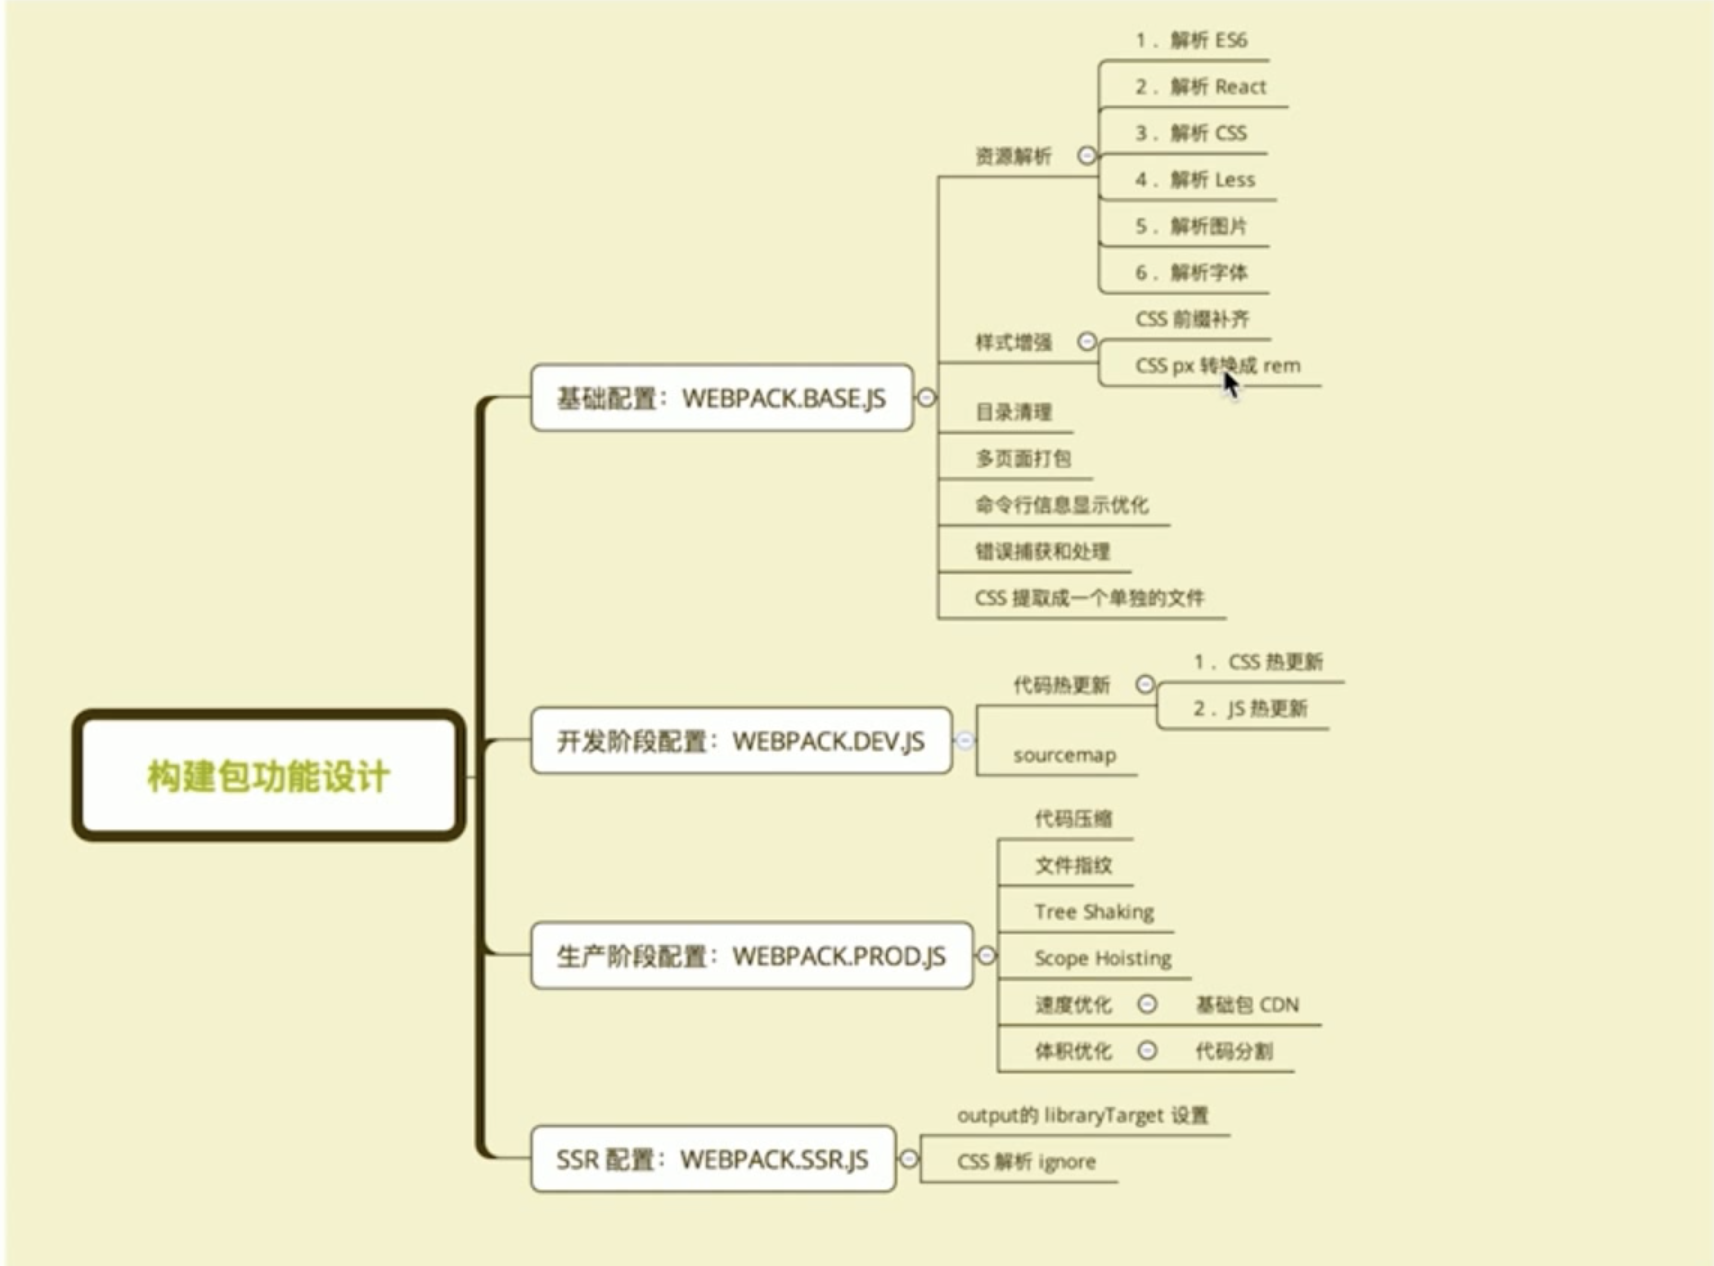 构建包功能设计
基础配置：WEBPACK.BASE.JS
资源解析
1． 解析 ES6
2． 解析 React
3． 解析 CSS
4． 解析 Less
5． 解析图片
6． 解析字体
样式增强
CSS 前缀补齐
CSS px 转换成 rem
目录清理
多页面打包
命令行信息显示优化
错误捕获和处理
CSS 提取成一个单独的文件
开发阶段配置：WEBPACK.DEV.JS
代码热更新
1． CSS 热更新
2． JS 热更新
sourcemap
生产阶段配置：WEBPACK.PROD.JS
代码压缩
文件指纹
Tree Shaking
Scope Hoisting
速度优化 基础包 CDN
体积优化 代码分割
SSR 配置：WEBPACK.SSR.JS
output的 libraryTarget 设置
CSS 解析 ignore